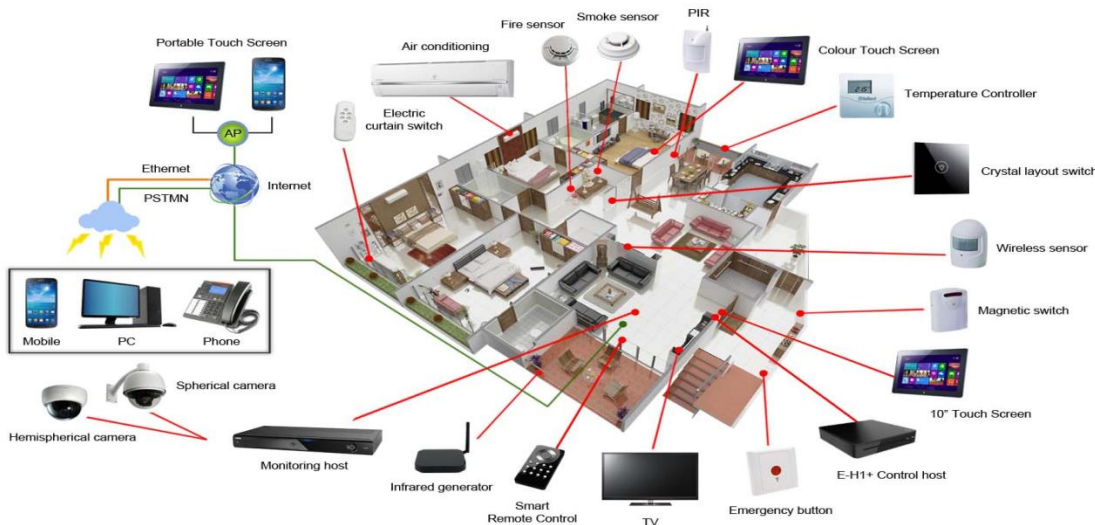 Fire sensor
Smoke sensor
PIR
Portable Touch Screen
Air conditioning
Colour Touch Screen
Temperature Controller
Electric
curtain switch
AP
Ethernet
Internet
PSTMN
Crystal layout switch
Wireless sensor
Magnetic switch
Mobile
PC
Phone
Spherical camera
Hemispherical camera
10" Touch Screen
Monitoring host
Infrared generator
Smart
Remote Control
TV
Emergency button
E-H1+ Control host